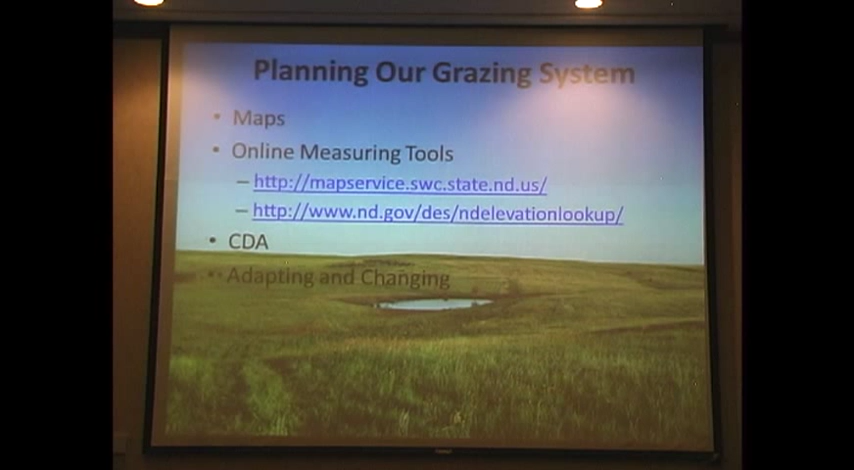 Planning Our Grazing System
• Maps
• Online Measuring Tools
– http://mapservice.swc.state.nd.us/
– http://www.nd.gov/des/ndelevationlookup/
• CDA
• Adapting and Changing